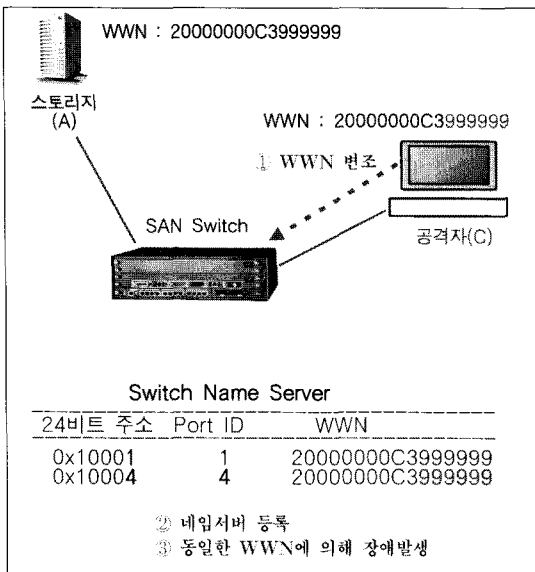 WWN : 20000000C3999999
스토리지
(A)
WWN : 20000000C3999999
① WWN 변조
SAN Switch
공격자(C)
Switch Name Server
24비트 주소 Port ID WWN
0x10001 1 20000000C3999999
0x10004 4 20000000C3999999
② 네임서버 등록
③ 동일한 WWN에 의해 장애발생